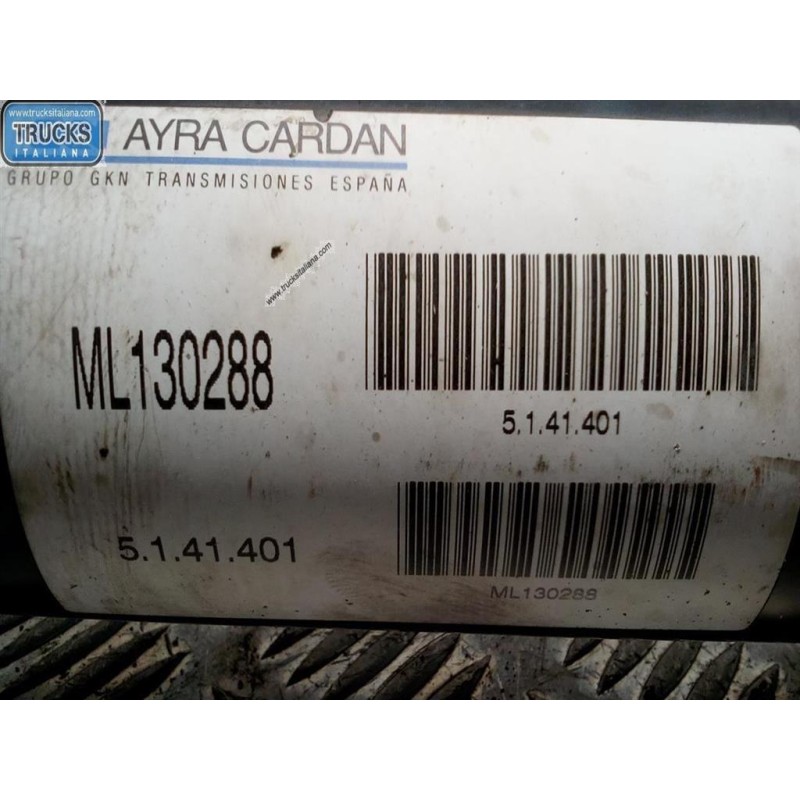 www.trucksitaliana.com
TRUCKS
ITALIANA
AYRA CARDAN
GRUPO GKN TRANSMISIONES ESPAÑA
www.trucksitaliana.com
ML130288
5.1.41.401
5.1.41.401
ML130288